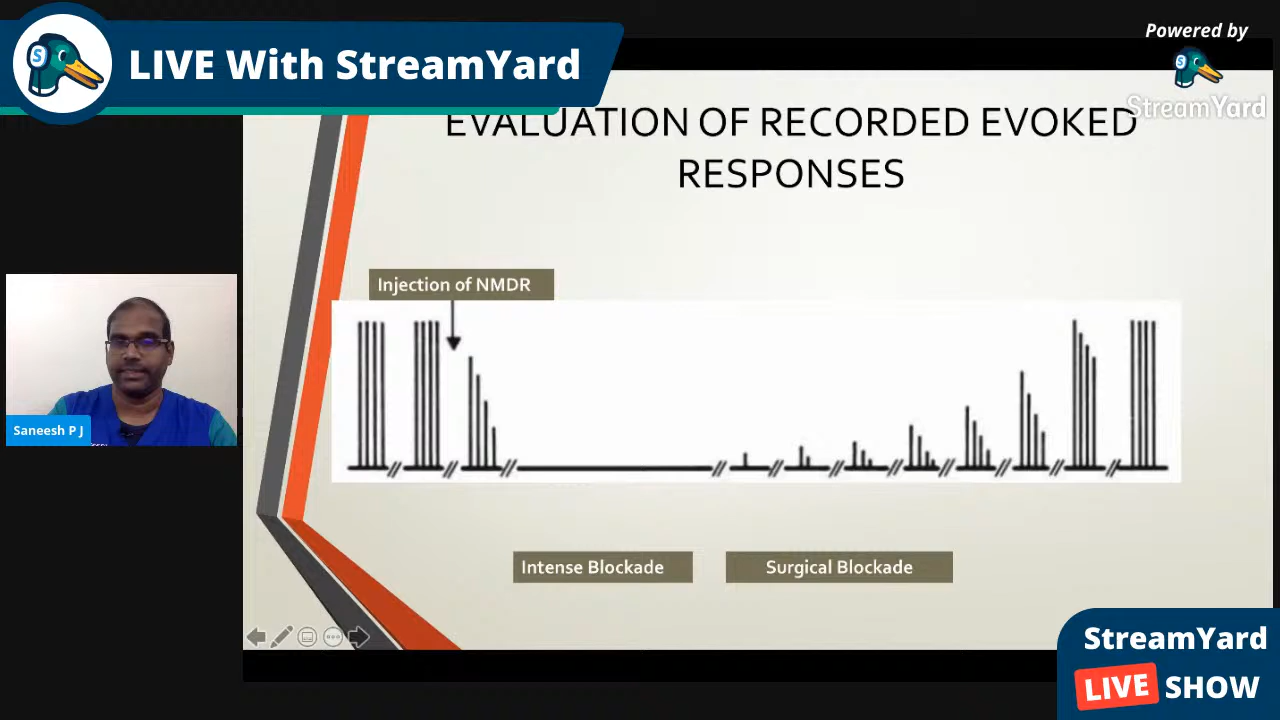 LIVE With StreamYard
Powered by
StreamYard
EVALUATION OF RECORDED EVOKED
RESPONSES
Injection of NMDR
Saneesh P J
Intense Blockade
Surgical Blockade
StreamYard
LIVE SHOW